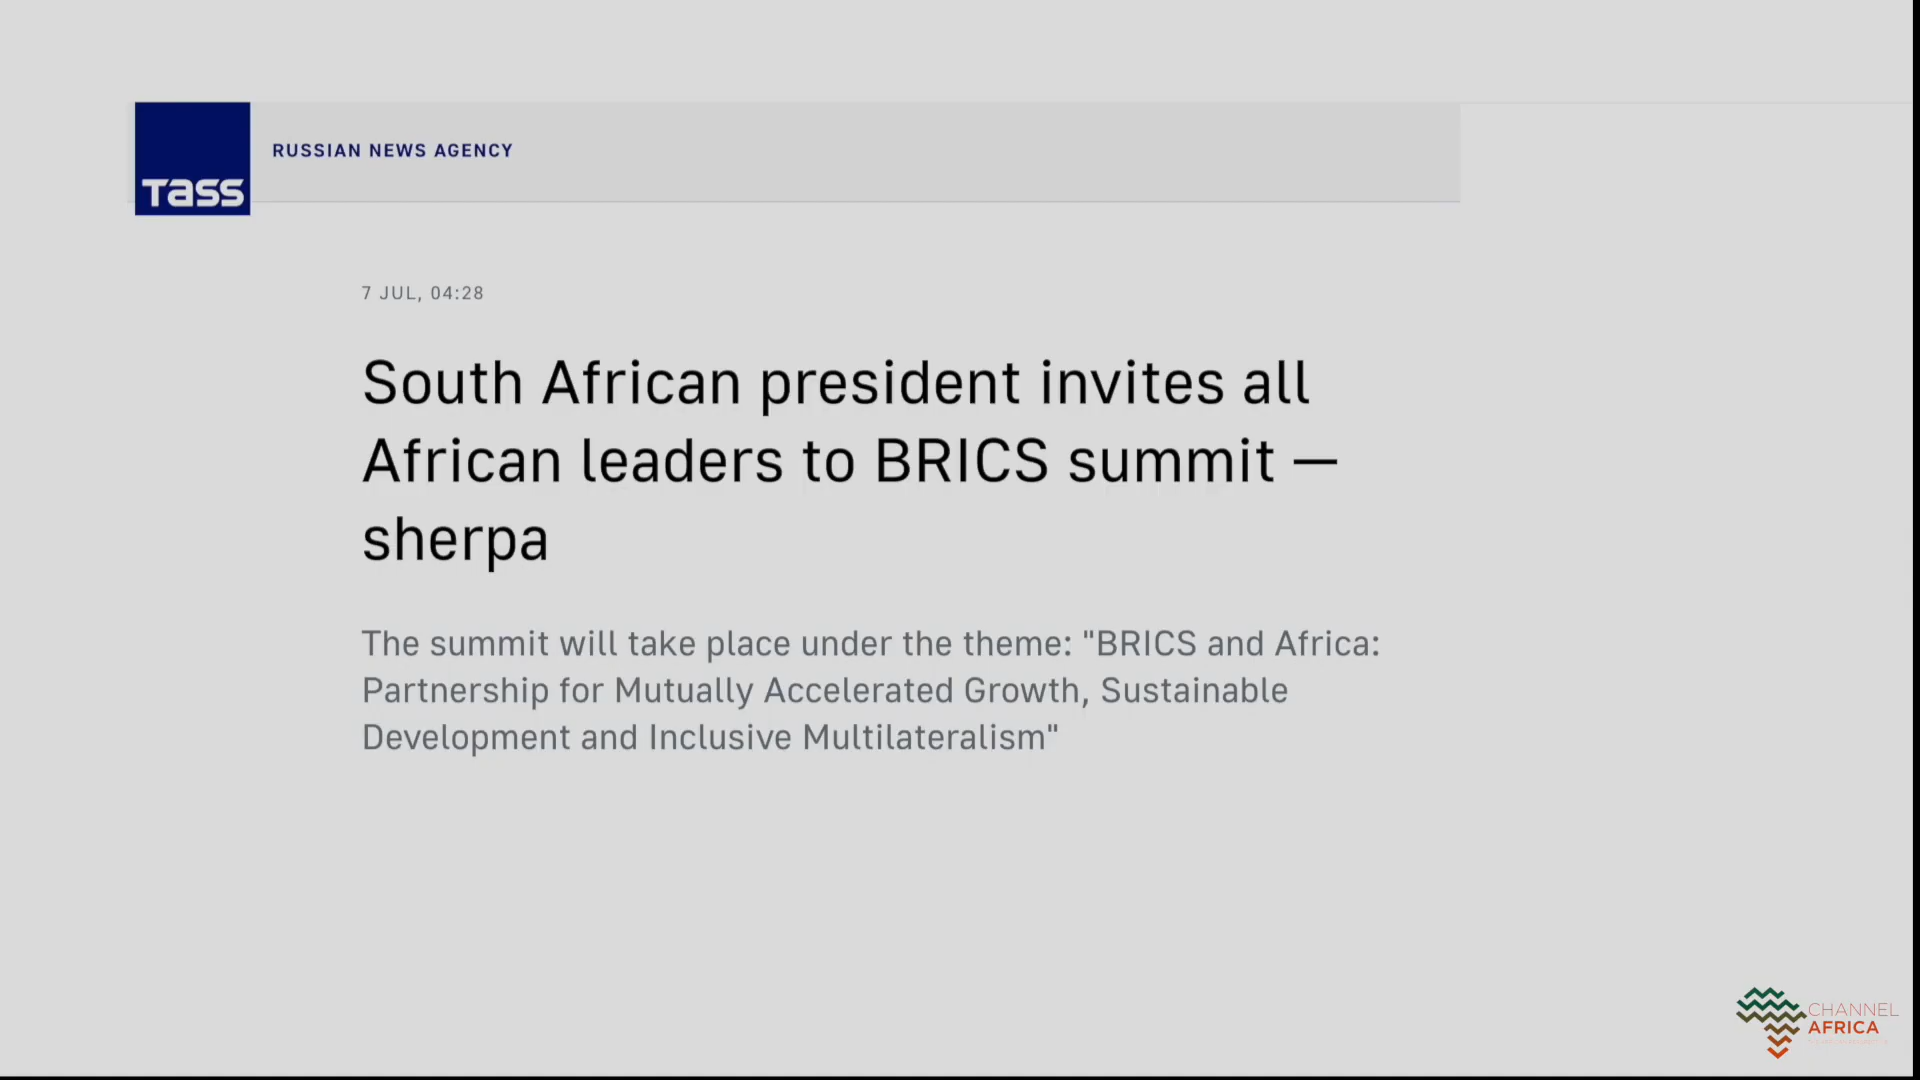 TASS
RUSSIAN NEWS AGENCY
7 JUL, 04:28
South African president invites all
African leaders to BRICS summit —
sherpa
The summit will take place under the theme: "BRICS and Africa:
Partnership for Mutually Accelerated Growth, Sustainable
Development and Inclusive Multilateralism"
CHANNEL
AFRICA